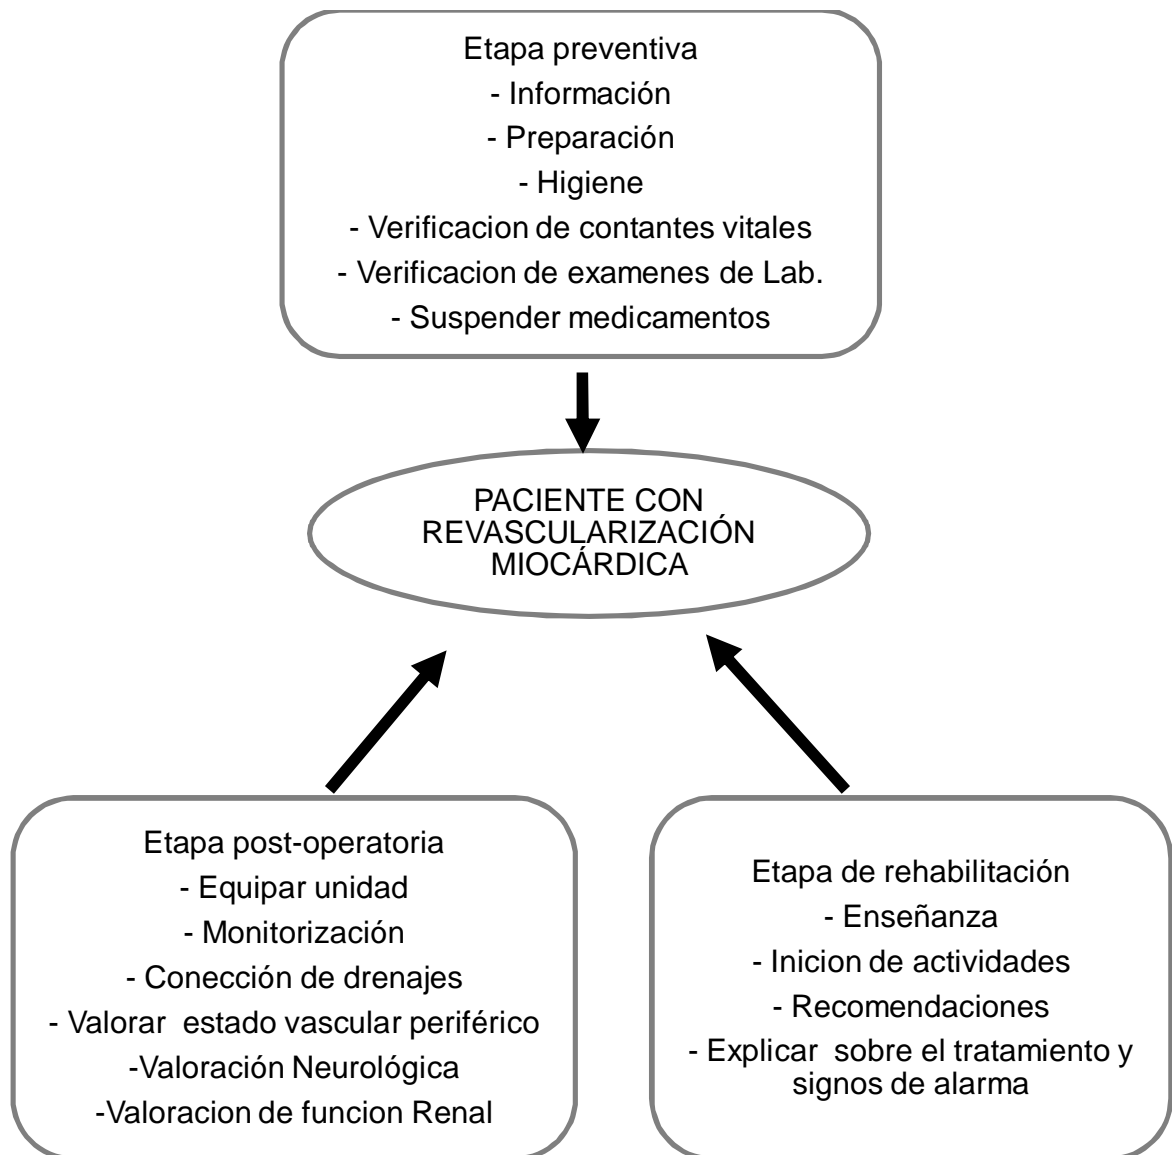 Etapa preventiva
- Información
- Preparación
- Higiene
- Verificacion de contantes vitales
- Verificacion de examenes de Lab.
- Suspender medicamentos
PACIENTE CON
REVASCULARIZACIÓN
MIOCÁRDICA
Etapa post-operatoria
- Equipar unidad
- Monitorización
- Conección de drenajes
- Valorar estado vascular periférico
-Valoración Neurológica
-Valoracion de funcion Renal
Etapa de rehabilitación
- Enseñanza
- Inicion de actividades
- Recomendaciones
- Explicar sobre el tratamiento y
signos de alarma